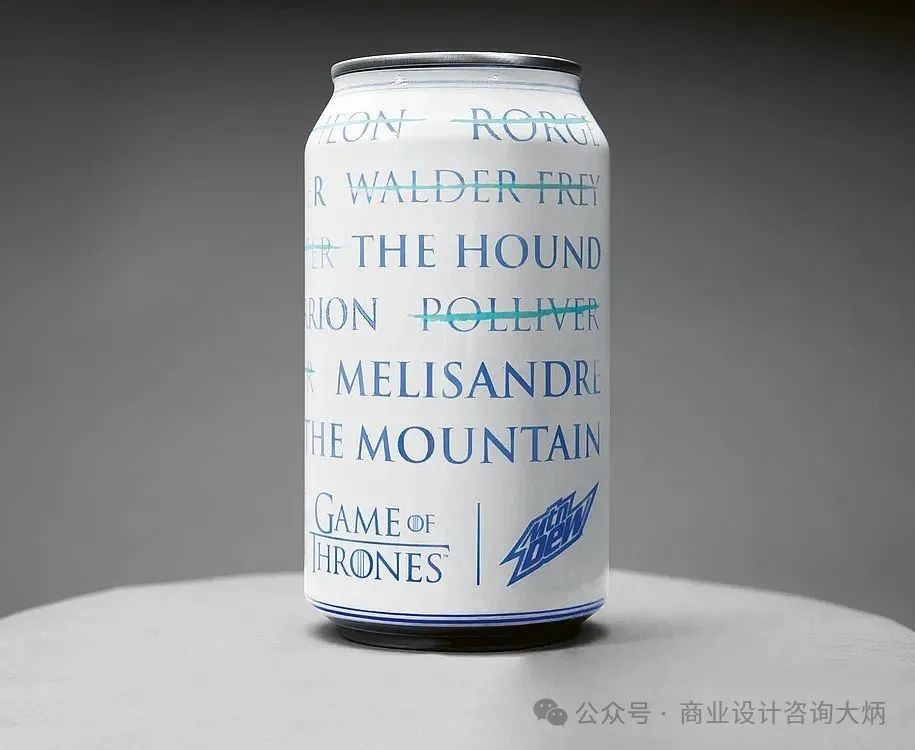 RORGE
WALDER FREY
THE HOUND
POLLIVER
MELISANDRE
THE MOUNTAIN
GAME OF
THRONES
mtn
DEW
公众号 · 商业设计咨询大炳